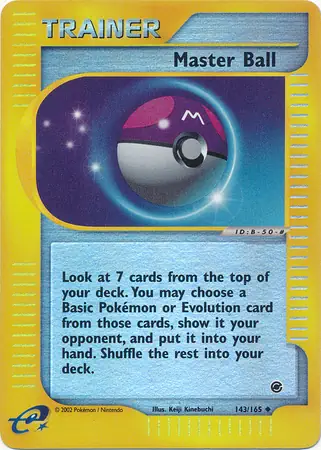 TRAINER
Master Ball
M
ID:B-50-#
Look at 7 cards from the top of
your deck. You may choose a
Basic Pokémon or Evolution card
from those cards, show it your
opponent, and put it into your
hand. Shuffle the rest into your
deck.
e
© 2002 Pokémon / Nintendo
Illus. Keiji Kinebuchi
143/165 ◆